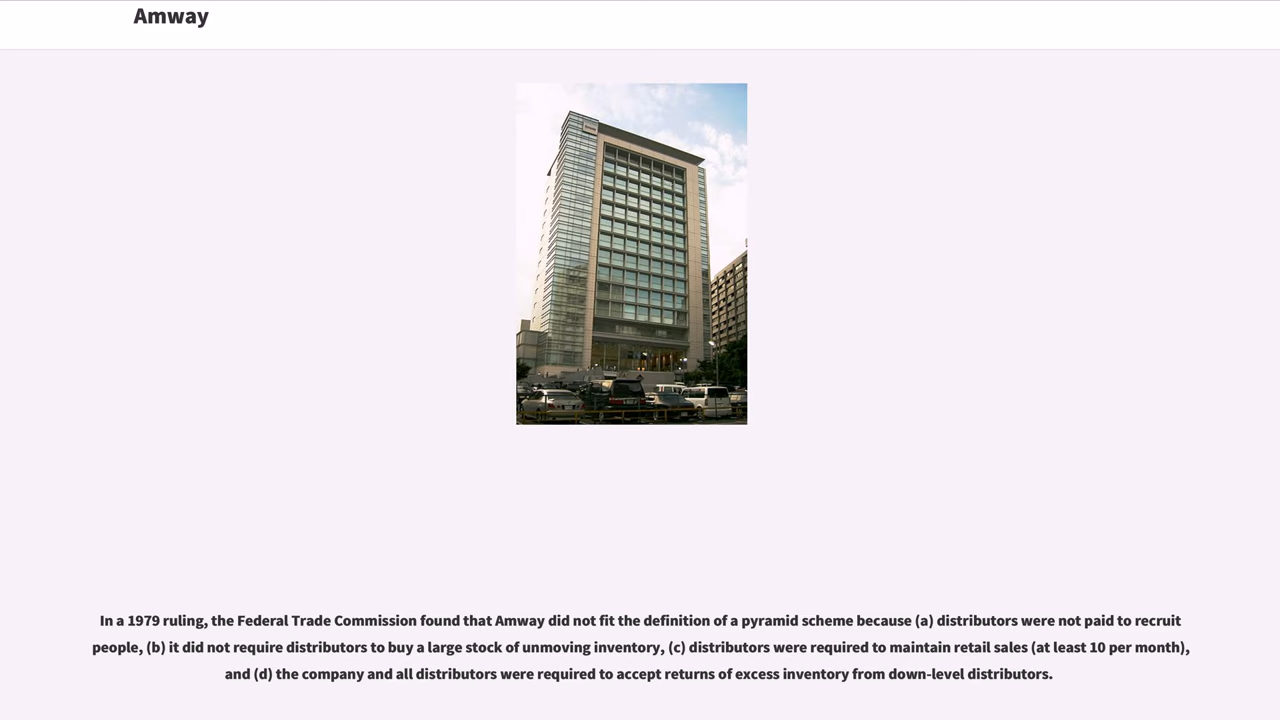 Amway
In a 1979 ruling, the Federal Trade Commission found that Amway did not fit the definition of a pyramid scheme because (a) distributors were not paid to recruit
people, (b) it did not require distributors to buy a large stock of unmoving inventory, (c) distributors were required to maintain retail sales (at least 10 per month),
and (d) the company and all distributors were required to accept returns of excess inventory from down-level distributors.